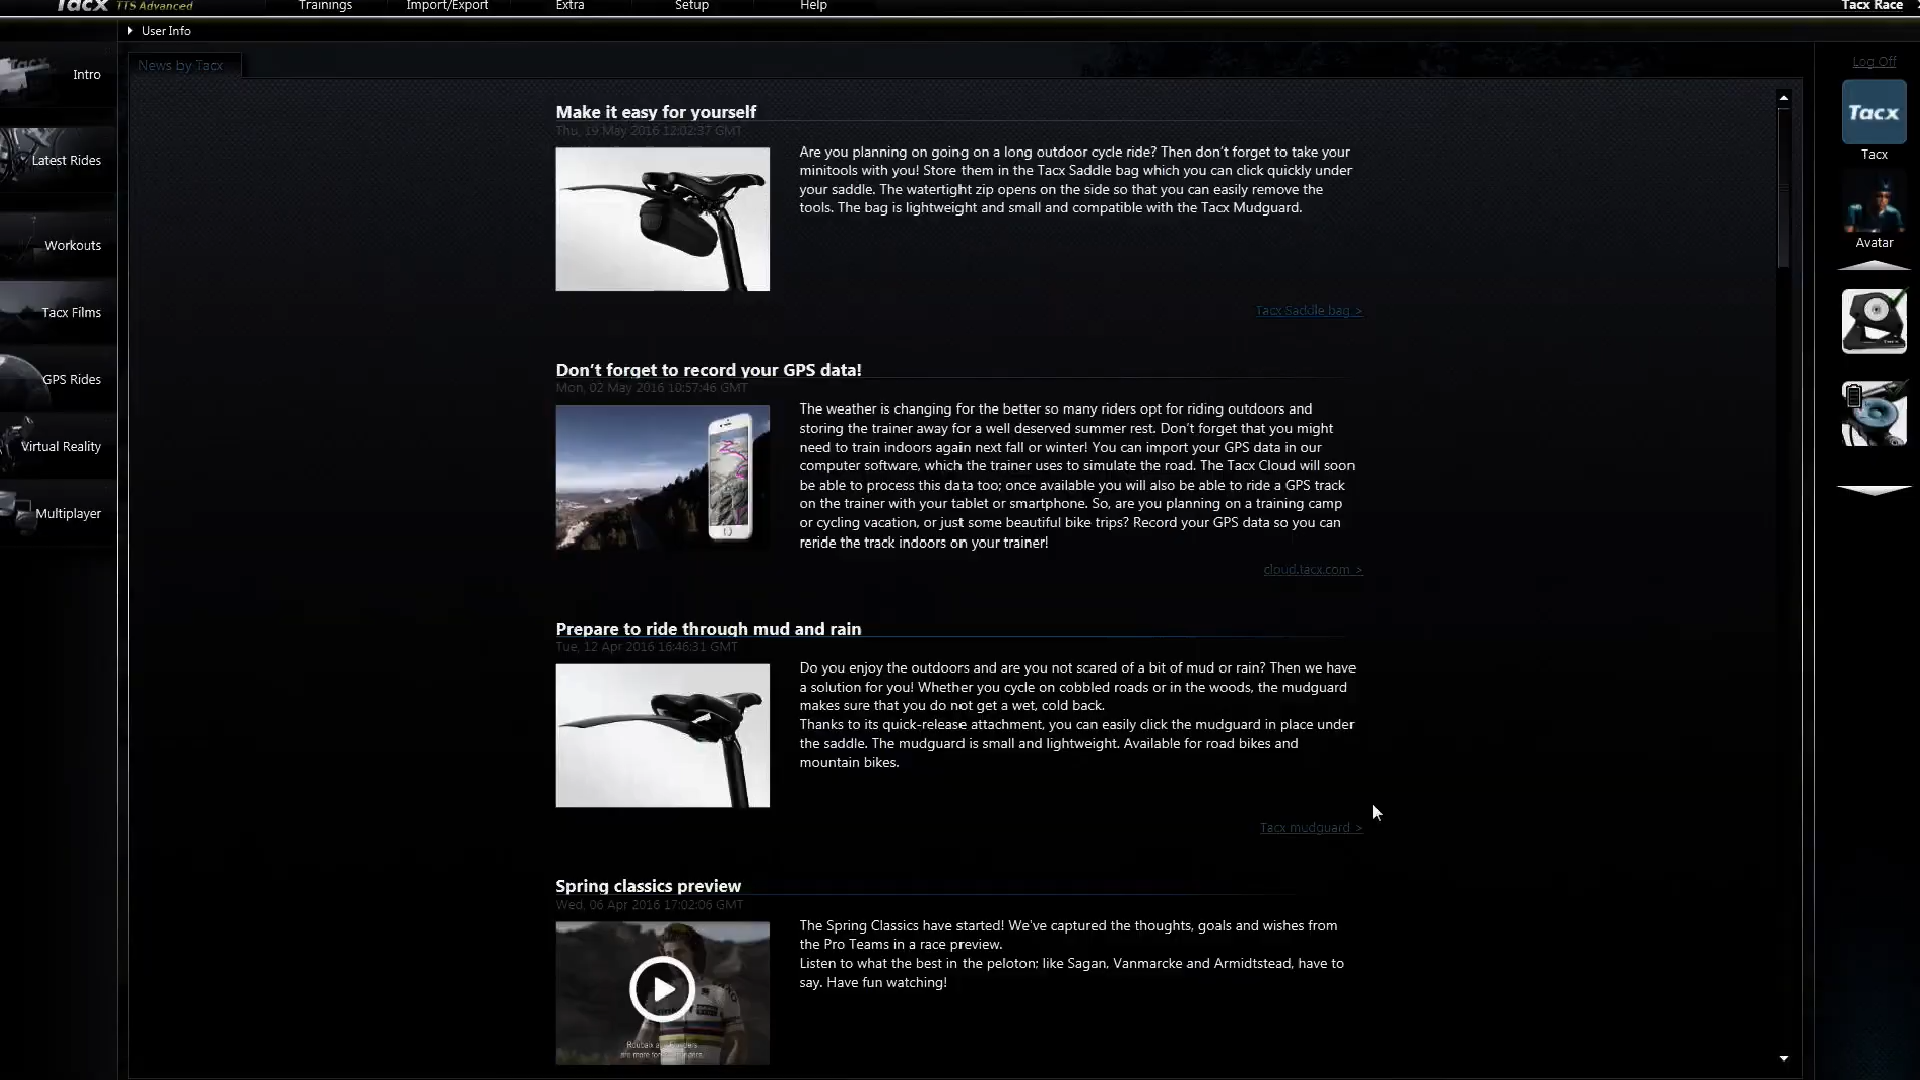 Tacx TTS Advanced
Trainings
Import/Export
Extra
Setup
Help
Tacx Race
User Info
Log Off
News by Tacx
Intro
Latest Rides
Workouts
Tacx Films
GPS Rides
Virtual Reality
Multiplayer
Make it easy for yourself
Thu, 19 May 2016 12:02:37 GMT
Are you planning on going on a long outdoor cycle ride? Then don't forget to take your
minitools with you! Store them in the Tacx Saddle bag which you can click quickly under
your saddle. The watertight zip opens on the side so that you can easily remove the
tools. The bag is lightweight and small and compatible with the Tacx Mudguard.
Tacx Saddle bag >
Don't forget to record your GPS data!
Mon, 02 May 2016 10:57:46 GMT
The weather is changing for the better so many riders opt for riding outdoors and
storing the trainer away for a well deserved summer rest. Don't forget that you might
need to train indoors again next fall or winter! You can import your GPS data in our
computer software, which the trainer uses to simulate the road. The Tacx Cloud will soon
be able to process this data too; once available you will also be able to ride a GPS track
on the trainer with your tablet or smartphone. So, are you planning on a training camp
or cycling vacation, or just some beautiful bike trips? Record your GPS data so you can
reride the track indoors on your trainer!
cloud.tacx.com >
Prepare to ride through mud and rain
Tue, 12 Apr 2016 16:46:31 GMT
Do you enjoy the outdoors and are you not scared of a bit of mud or rain? Then we have
a solution for you! Whether you cycle on cobbled roads or in the woods, the mudguard
makes sure that you do not get a wet, cold back.
Thanks to its quick-release attachment, you can easily click the mudguard in place under
the saddle. The mudguard is small and lightweight. Available for road bikes and
mountain bikes.
Tacx mudguard >
Spring classics preview
Wed, 06 Apr 2016 17:02:06 GMT
The Spring Classics have started! We've captured the thoughts, goals and wishes from
the Pro Teams in a race preview.
Listen to what the best in the peloton; like Sagan, Vanmarcke and Armidtstead, have to
say. Have fun watching!
Tacx
Tacx
Avatar